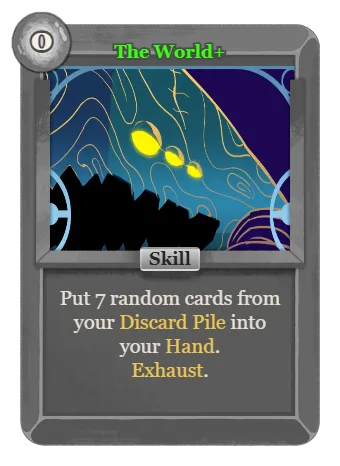 0
The World+
Skill
Put 7 random cards from
your Discard Pile into
your Hand.
Exhaust.